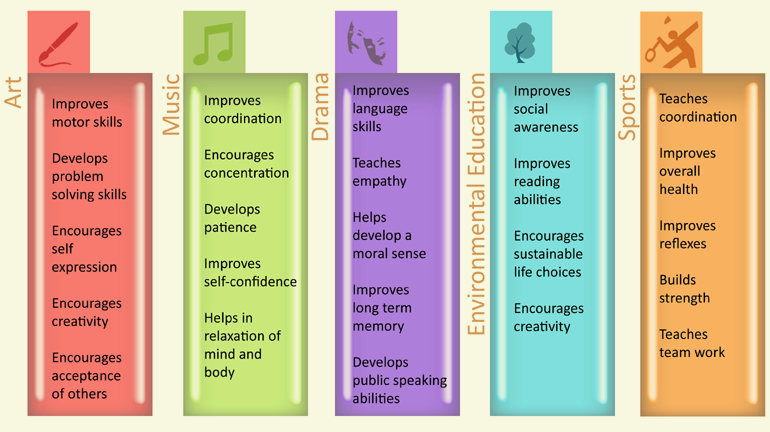 Art
Improves
motor skills
Develops
problem
solving skills
Encourages
self
expression
Encourages
creativity
Encourages
acceptance
of others
Music
Improves
coordination
Encourages
concentration
Develops
patience
Improves
self-confidence
Helps in
relaxation of
mind and
body
Drama
Improves
language
skills
Teaches
empathy
Helps
develop a
moral sense
Improves
long term
memory
Develops
public speaking
abilities
Environmental Education
Improves
social
awareness
Improves
reading
abilities
Encourages
sustainable
life choices
Encourages
creativity
Sports
Teaches
coordination
Improves
overall
health
Improves
reflexes
Builds
strength
Teaches
team work